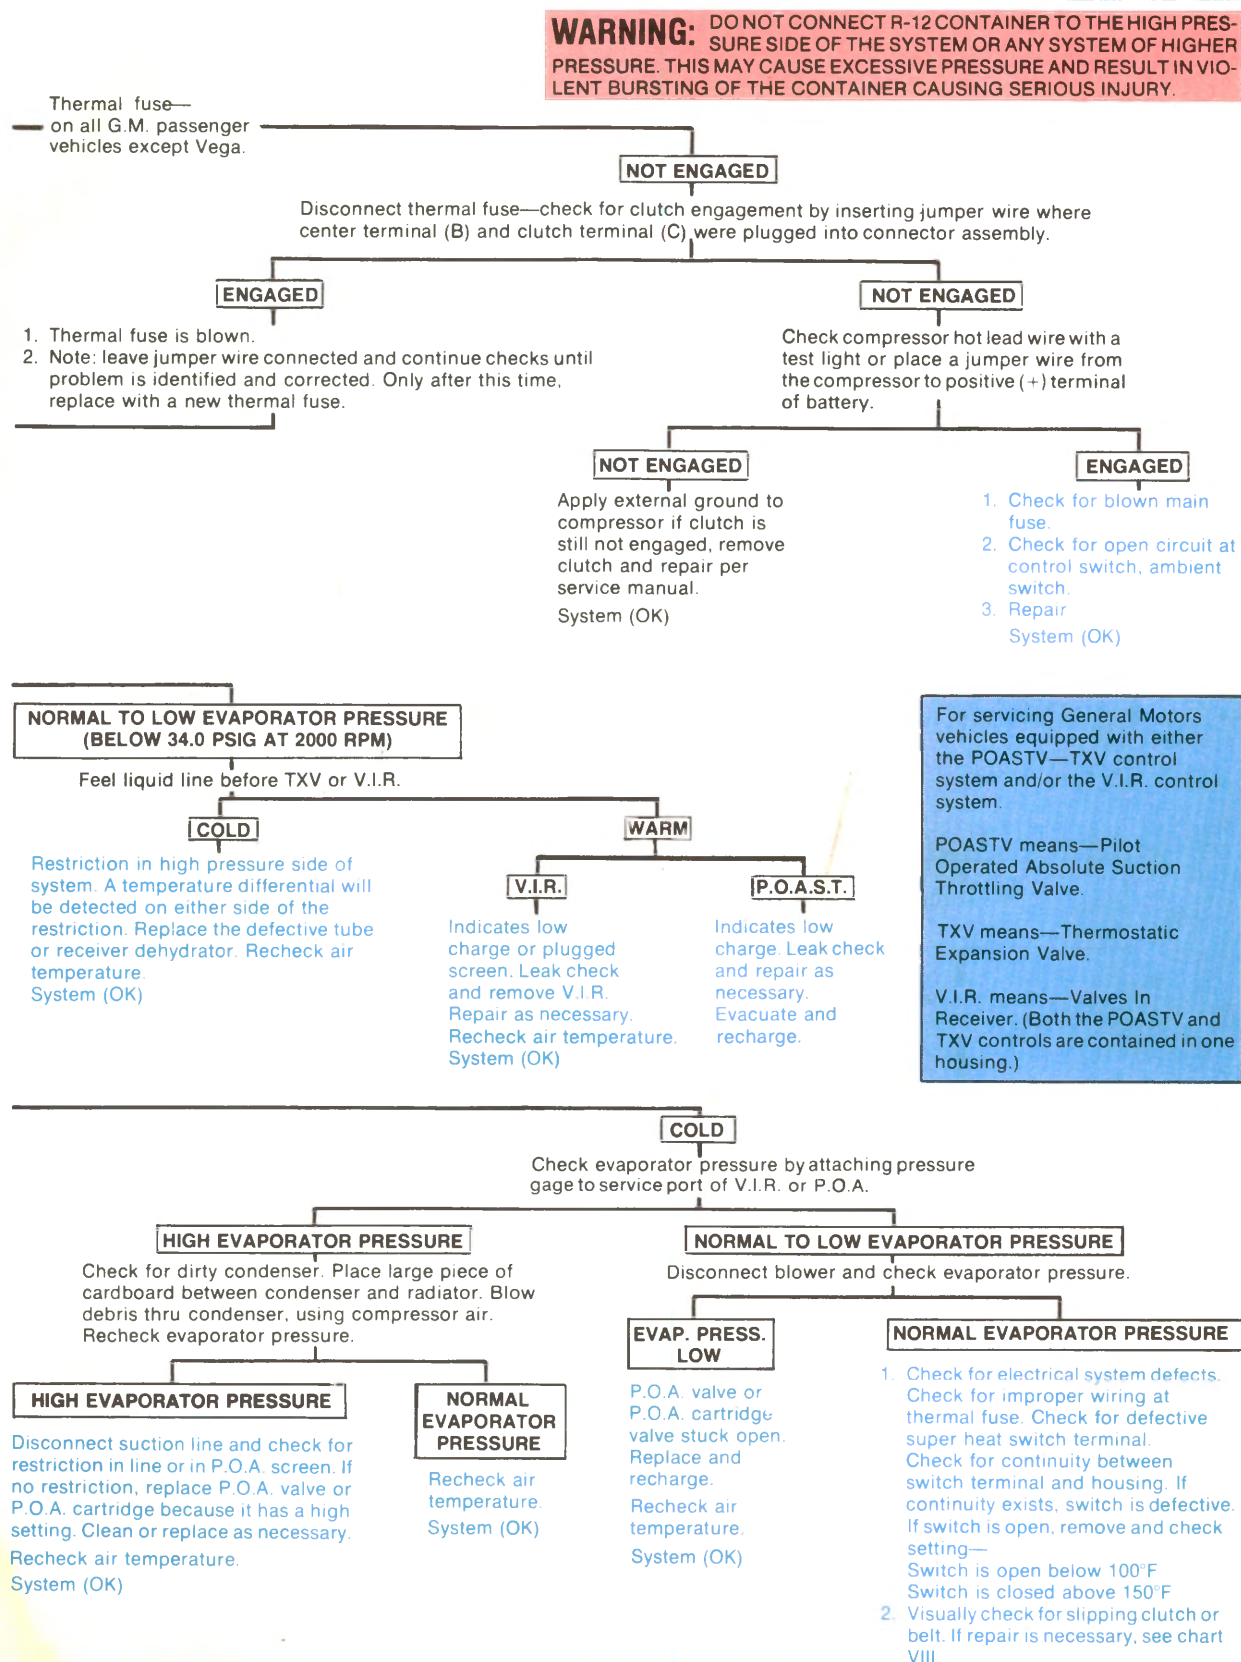 WARNING: DO NOT CONNECT R-12 CONTAINER TO THE HIGH PRES-
SURE SIDE OF THE SYSTEM OR ANY SYSTEM OF HIGHER
PRESSURE. THIS MAY CAUSE EXCESSIVE PRESSURE AND RESULT IN VIO-
LENT BURSTING OF THE CONTAINER CAUSING SERIOUS INJURY.
Thermal fuse—
on all G.M. passenger
vehicles except Vega.
NOT ENGAGED
Disconnect thermal fuse—check for clutch engagement by inserting jumper wire where
center terminal (B) and clutch terminal (C) were plugged into connector assembly.
ENGAGED
1. Thermal fuse is blown.
2. Note: leave jumper wire connected and continue checks until
problem is identified and corrected. Only after this time,
replace with a new thermal fuse.
NOT ENGAGED
Check compressor hot lead wire with a
test light or place a jumper wire from
the compressor to positive (+) terminal
of battery.
NOT ENGAGED
Apply external ground to
compressor if clutch is
still not engaged, remove
clutch and repair per
service manual.
System (OK)
ENGAGED
1. Check for blown main
fuse.
2. Check for open circuit at
control switch, ambient
switch.
3. Repair
System (OK)
NORMAL TO LOW EVAPORATOR PRESSURE
(BELOW 34.0 PSIG AT 2000 RPM)
Feel liquid line before TXV or V.I.R.
COLD
Restriction in high pressure side of
system. A temperature differential will
be detected on either side of the
restriction. Replace the defective tube
or receiver dehydrator. Recheck air
temperature.
System (OK)
WARM
V.I.R.
Indicates low
charge or plugged
screen. Leak check
and remove V.I.R.
Repair as necessary.
Recheck air temperature.
System (OK)
P.O.A.S.T.
Indicates low
charge. Leak check
and repair as
necessary.
Evacuate and
recharge.
For servicing General Motors
vehicles equipped with either
the POASTV—TXV control
system and/or the V.I.R. control
system.
POASTV means—Pilot
Operated Absolute Suction
Throttling Valve.
TXV means—Thermostatic
Expansion Valve.
V.I.R. means—Valves In
Receiver. (Both the POASTV and
TXV controls are contained in one
housing.)
COLD
Check evaporator pressure by attaching pressure
gage to service port of V.I.R. or P.O.A.
HIGH EVAPORATOR PRESSURE
Check for dirty condenser. Place large piece of
cardboard between condenser and radiator. Blow
debris thru condenser, using compressor air.
Recheck evaporator pressure.
HIGH EVAPORATOR PRESSURE
Disconnect suction line and check for
restriction in line or in P.O.A. screen. If
no restriction, replace P.O.A. valve or
P.O.A. cartridge because it has a high
setting. Clean or replace as necessary.
Recheck air temperature.
System (OK)
NORMAL
EVAPORATOR
PRESSURE
Recheck air
temperature.
System (OK)
NORMAL TO LOW EVAPORATOR PRESSURE
Disconnect blower and check evaporator pressure.
EVAP. PRESS.
LOW
P.O.A. valve or
P.O.A. cartridge
valve stuck open.
Replace and
recharge.
Recheck air
temperature.
System (OK)
NORMAL EVAPORATOR PRESSURE
1. Check for electrical system defects.
Check for improper wiring at
thermal fuse. Check for defective
super heat switch terminal.
Check for continuity between
switch terminal and housing. If
continuity exists, switch is defective.
If switch is open, remove and check
setting—
Switch is open below 100°F
Switch is closed above 150°F
2. Visually check for slipping clutch or
belt. If repair is necessary, see chart
VIII